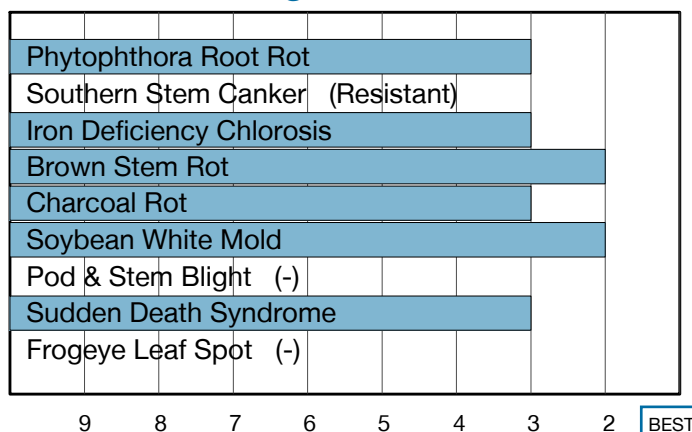 Phytophthora Root Rot
Southern Stem Canker (Resistant)
Iron Deficiency Chlorosis
Brown Stem Rot
Charcoal Rot
Soybean White Mold
Pod & Stem Blight (-)
Sudden Death Syndrome
Frogeye Leaf Spot (-)
9 8 7 6 5 4 3 2 BEST